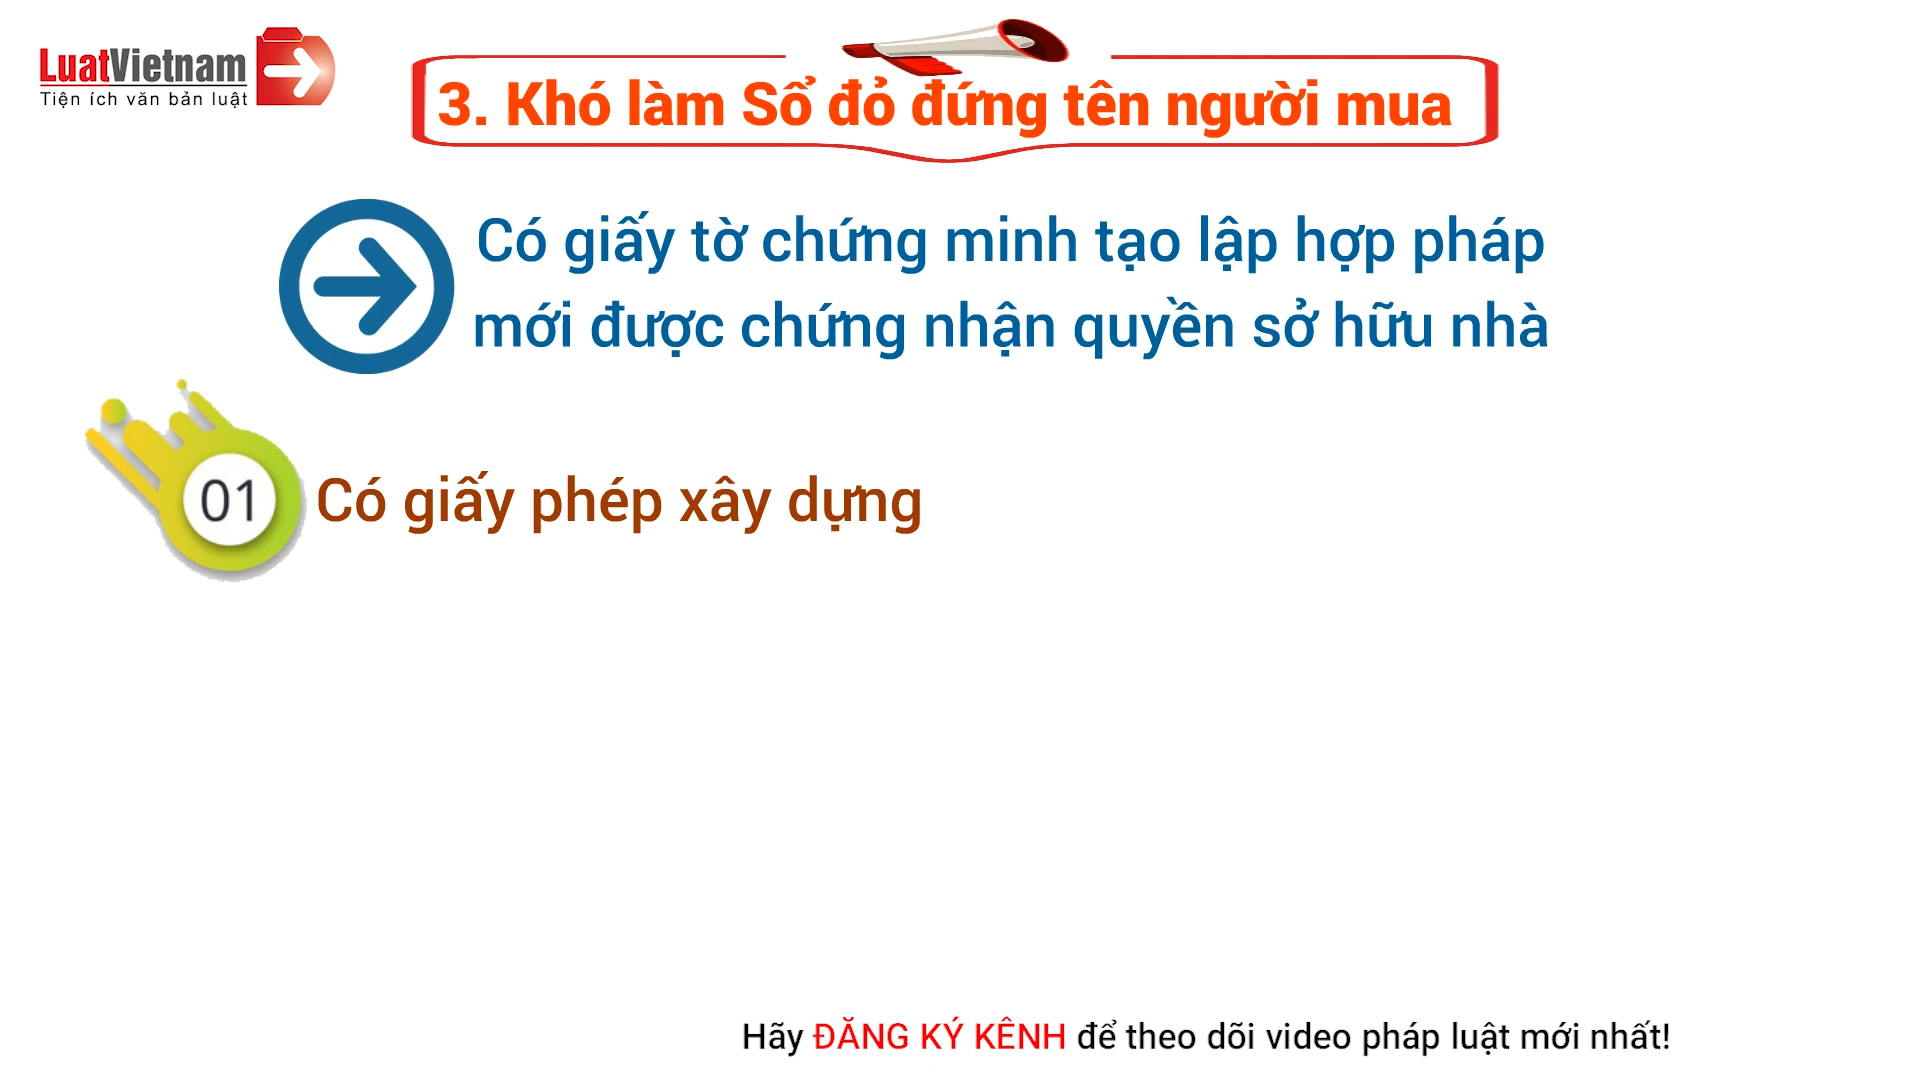 LuatVietnam
Tiện ích văn bản luật
3. Khó làm Sổ đỏ đứng tên người mua
Có giấy tờ chứng minh tạo lập hợp pháp
mới được chứng nhận quyền sở hữu nhà
01
Có giấy phép xây dựng
Hãy ĐĂNG KÝ KÊNH để theo dõi video pháp luật mới nhất!